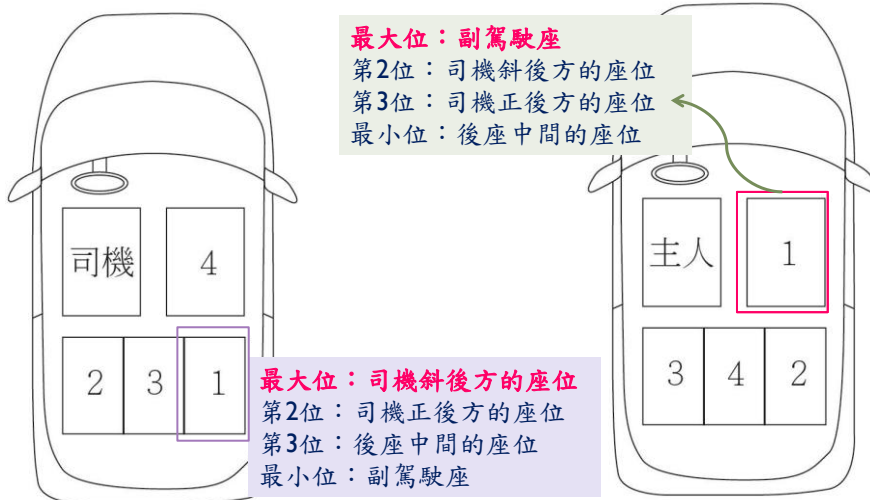 最大位：副駕駛座
第2位：司機斜後方的座位
第3位：司機正後方的座位
最小位：後座中間的座位
司機
4
2
3
1
最大位：司機斜後方的座位
第2位：司機正後方的座位
第3位：後座中間的座位
最小位：副駕駛座
主人
1
3
4
2